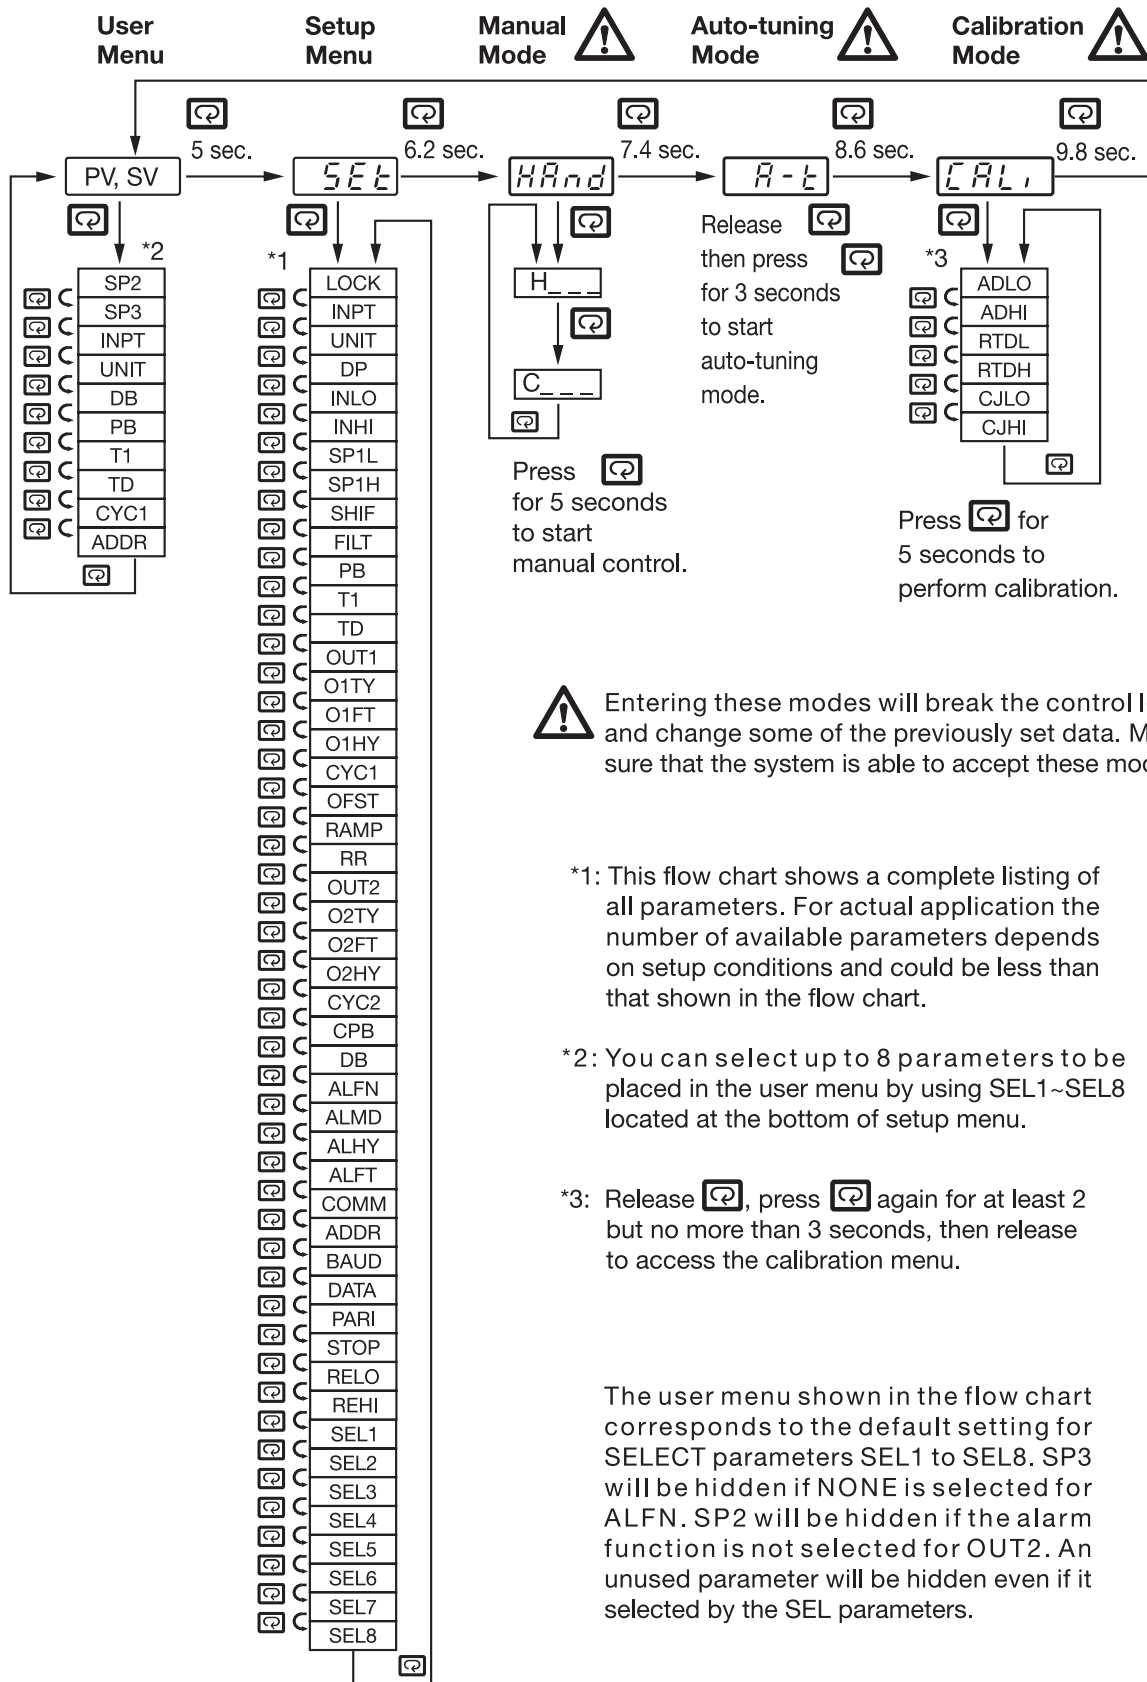 User Menu
Setup Menu
Manual Mode
Auto-tuning Mode
Calibration Mode
5 sec.
6.2 sec.
7.4 sec.
8.6 sec.
9.8 sec.
PV, SV
SEt
HAnd
A-t
CALi
*2
SP2
SP3
INPT
UNIT
DB
PB
T1
TD
CYC1
ADDR
*1
LOCK
INPT
UNIT
DP
INLO
INHI
SP1L
SP1H
SHIF
FILT
PB
T1
TD
OUT1
O1TY
O1FT
O1HY
CYC1
OFST
RAMP
RR
OUT2
O2TY
O2FT
O2HY
CYC2
CPB
DB
ALFN
ALMD
ALHY
ALFT
COMM
ADDR
BAUD
DATA
PARI
STOP
RELO
REHI
SEL1
SEL2
SEL3
SEL4
SEL5
SEL6
SEL7
SEL8
H_ _ _
C_ _ _
Press
for 5 seconds
to start
manual control.
Release
then press
for 3 seconds
to start
auto-tuning
mode.
*3
ADLO
ADHI
RTDL
RTDH
CJLO
CJHI
Press for
5 seconds to
perform calibration.
Entering these modes will break the control
and change some of the previously set data.
sure that the system is able to accept these
*1: This flow chart shows a complete listing of
all parameters. For actual application the
number of available parameters depends
on setup conditions and could be less than
that shown in the flow chart.
*2: You can select up to 8 parameters to be
placed in the user menu by using SEL1~SEL8
located at the bottom of setup menu.
*3: Release , press again for at least 2
but no more than 3 seconds, then release
to access the calibration menu.
The user menu shown in the flow chart
corresponds to the default setting for
SELECT parameters SEL1 to SEL8. SP3
will be hidden if NONE is selected for
ALFN. SP2 will be hidden if the alarm
function is not selected for OUT2. An
unused parameter will be hidden even if it
selected by the SEL parameters.